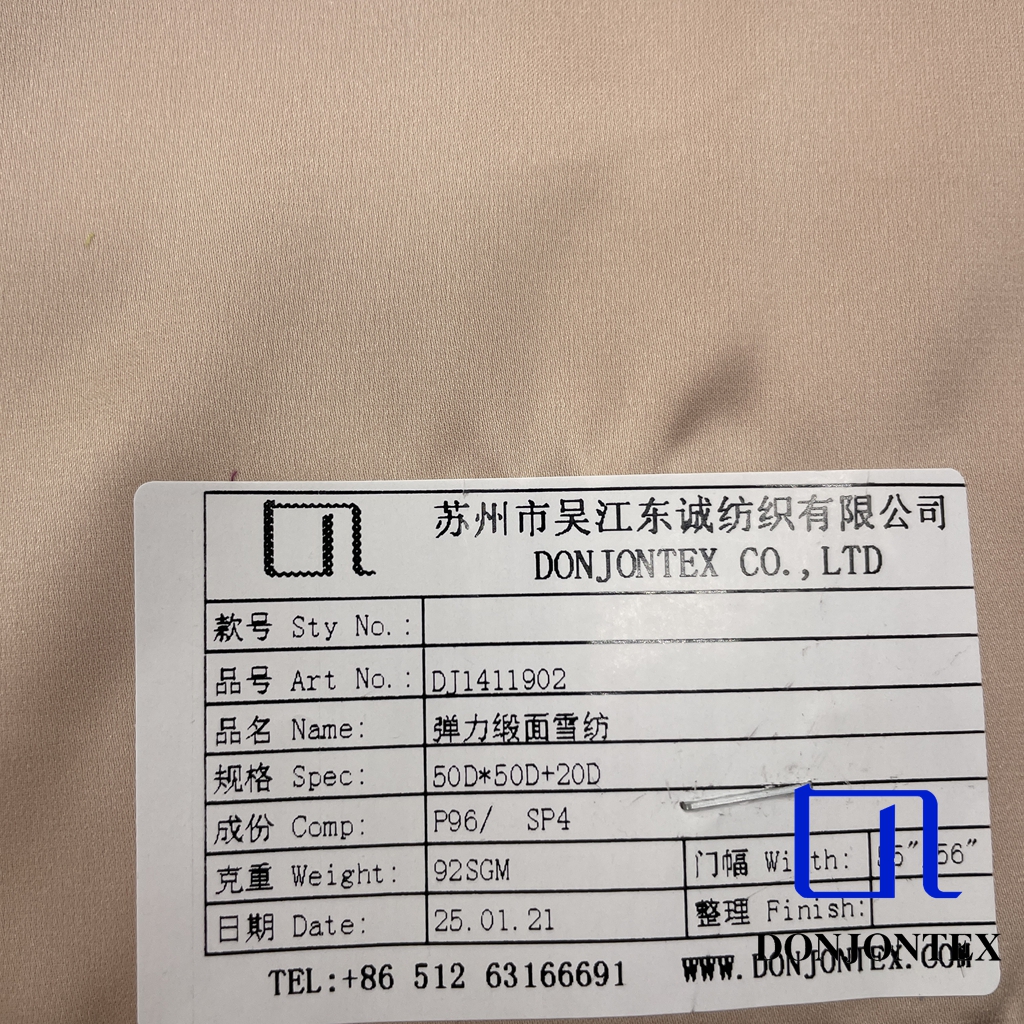 苏州市吴江东诚纺织有限公司
DONJONTEX CO.,LTD
款号 Sty No.:
品号 Art No.: DJ1411902
品名 Name: 弹力缎面雪纺
规格 Spec: 50D*50D+20D
成份 Comp: P96/ SP4
克重 Weight: 92SGM 门幅 56"
日期 Date: 25.01.21 整理 Finish:
TEL:+86 512 63166691 WWW.DONJONTEX.COM
DONJONTEX